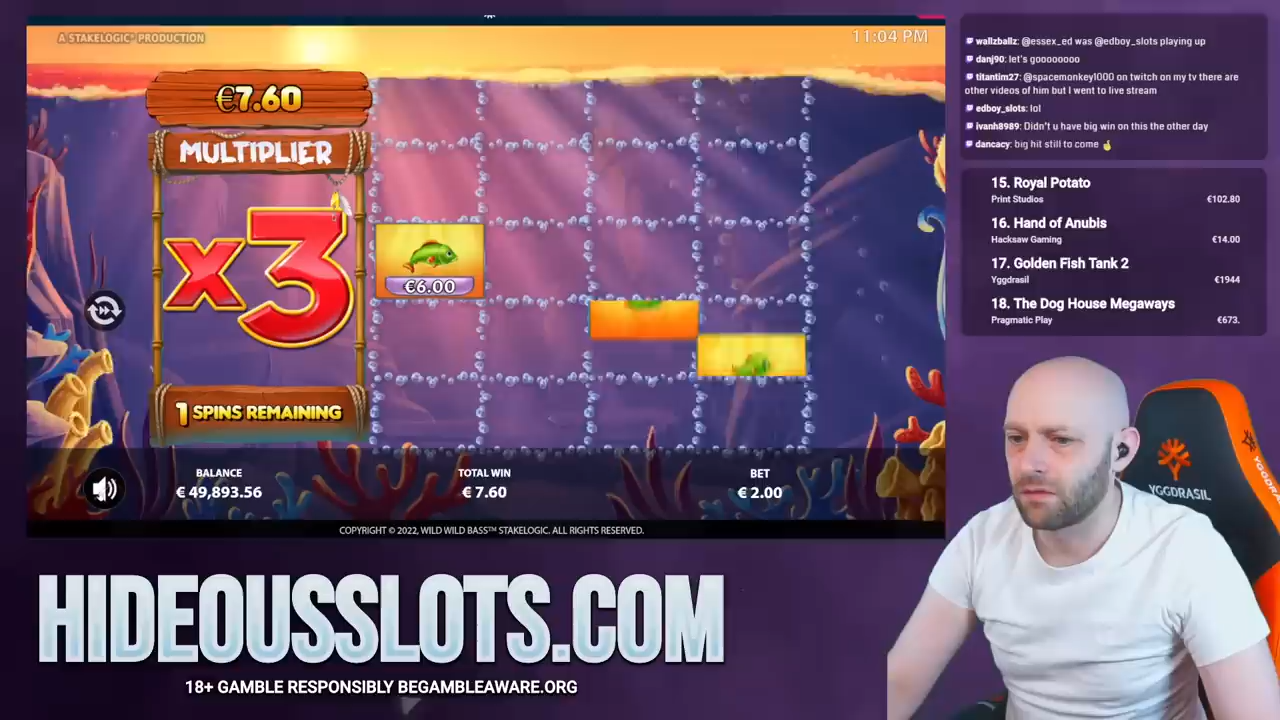 A STAKELOGIC® PRODUCTION
11:04 PM
€7.60
MULTIPLIER
x3
1 SPINS REMAINING
€6.00
BALANCE
€ 49,893.56
TOTAL WIN
€ 7.60
BET
€ 2.00
COPYRIGHT © 2022, WILD WILD BASS™ STAKELOGIC. ALL RIGHTS RESERVED.
wallzballz: @essex_ed was @edboy_slots playing up
danj90: let's goooooooo
titantim27: @spacemonkey1000 on twitch on my tv there are
other videos of him but I went to live stream
edboy_slots: lol
ivanh8989: Didn't u have big win on this the other day
dancacy: big hit still to come
15. Royal Potato
Print Studios €102.80
16. Hand of Anubis
Hacksaw Gaming €14.00
17. Golden Fish Tank 2
Yggdrasil €1944
18. The Dog House Megaways
Pragmatic Play €673.
YGGDRASIL
HIDEOUSSLOTS.COM
18+ GAMBLE RESPONSIBLY BEGAMBLEAWARE.ORG